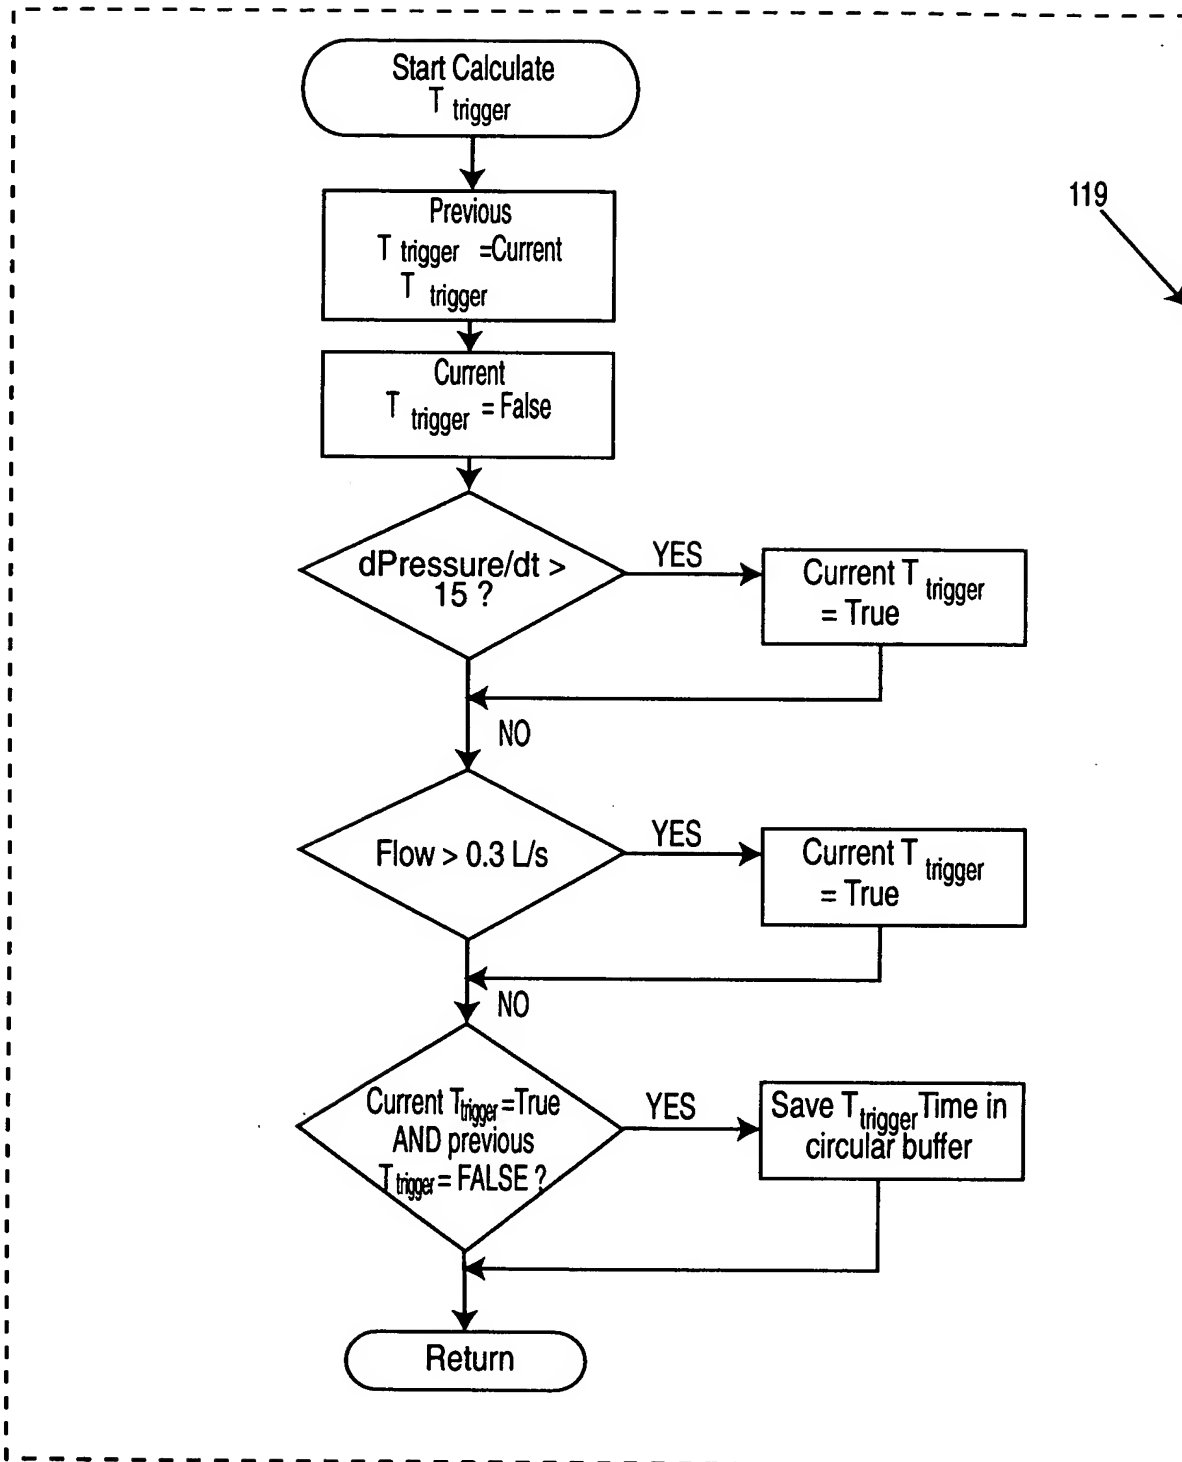 Start Calculate
T trigger
119
Previous
T trigger =Current
T trigger
Current
T trigger = False
dPressure/dt >
15 ?
YES
Current T trigger
= True
NO
Flow > 0.3 L/s
YES
Current T trigger
= True
NO
Current Ttrigger=True
AND previous
T trigger= FALSE ?
YES
Save Ttrigger Time in
circular buffer
Return